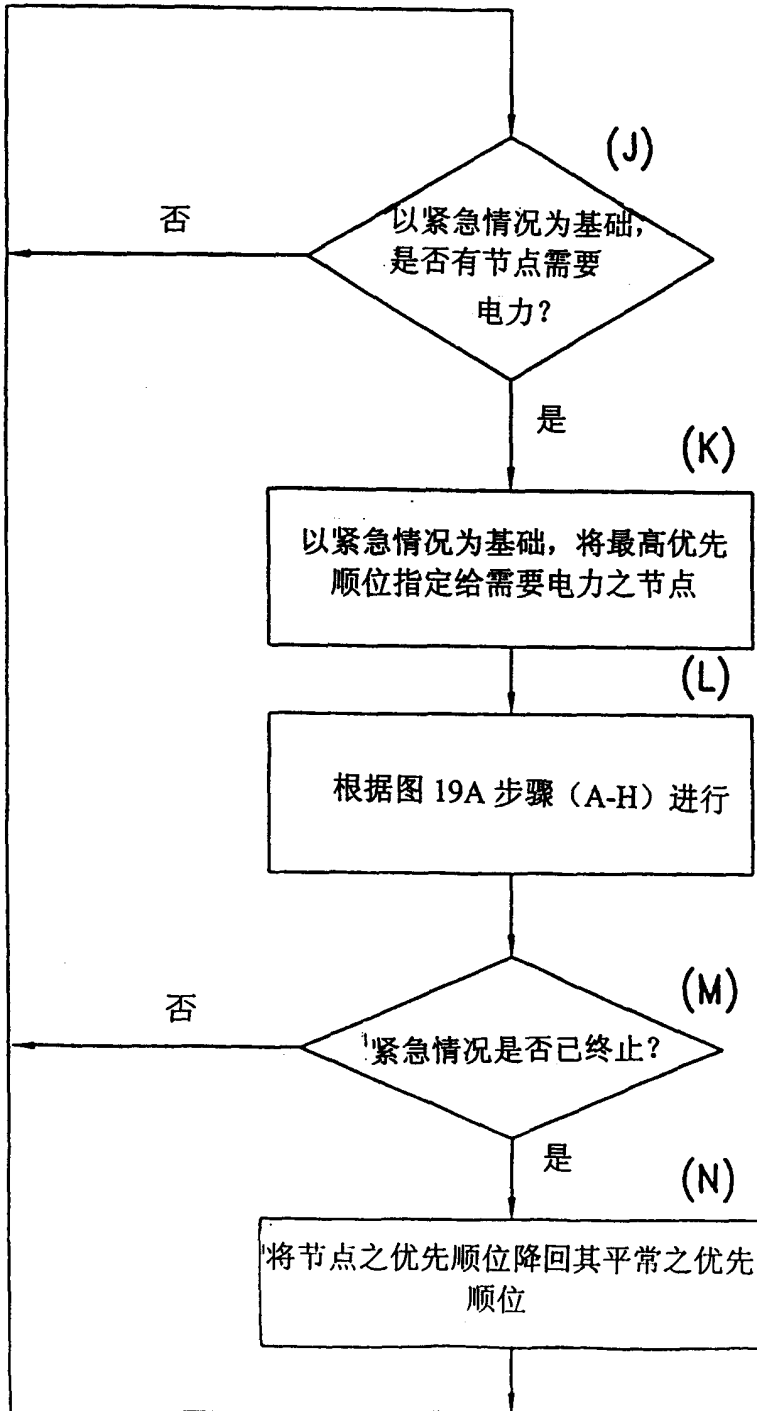 (J)
否
以紧急情况为基础,
是否有节点需要
电力?
是
(K)
以紧急情况为基础，将最高优先
顺位指定给需要电力之节点
(L)
根据图 19A 步骤（A-H）进行
(M)
否
紧急情况是否已终止?
是
(N)
将节点之优先顺位降回其平常之优先
顺位